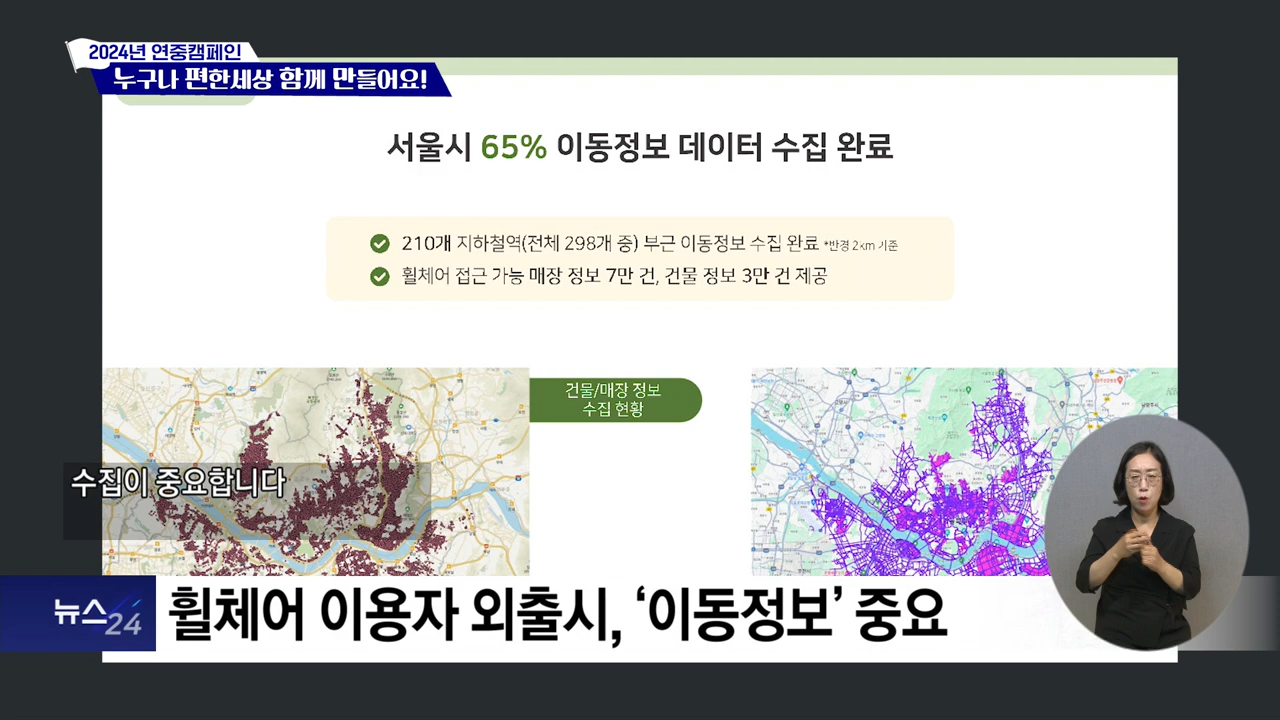 2024년 연중캠페인
누구나 편한세상 함께 만들어요!
서울시 65% 이동정보 데이터 수집 완료
210개 지하철역(전체 298개 중) 부근 이동정보 수집 완료 *반경 2km 기준
휠체어 접근 가능 매장 정보 7만 건, 건물 정보 3만 건 제공
건물/매장 정보
수집 현황
수집이 중요합니다
뉴스24
휠체어 이용자 외출시, ‘이동정보’ 중요